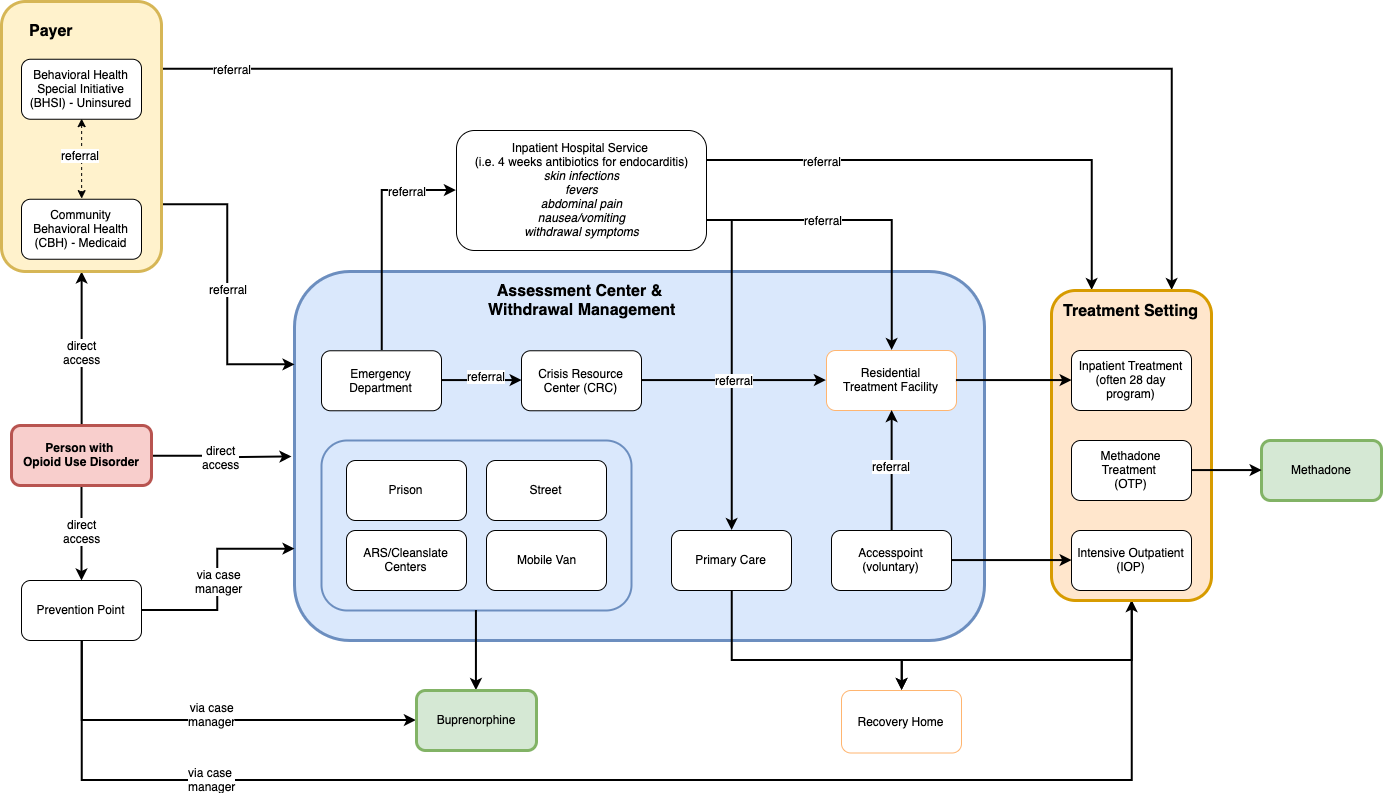 Payer
Behavioral Health
Special Initiative
(BHSI) - Uninsured
referral
Community
Behavioral Health
(CBH) - Medicaid
referral
referral
direct
access
Person with
Opioid Use Disorder
direct
access
direct
access
Prevention Point
via case
manager
via case
manager
via case
manager
Inpatient Hospital Service
(i.e. 4 weeks antibiotics for endocarditis)
skin infections
fevers
abdominal pain
nausea/vomiting
withdrawal symptoms
referral
referral
referral
Assessment Center &
Withdrawal Management
Emergency
Department
referral
Crisis Resource
Center (CRC)
referral
Residential
Treatment Facility
referral
Prison
Street
ARS/Cleanslate
Centers
Mobile Van
Primary Care
Accesspoint
(voluntary)
Treatment Setting
Inpatient Treatment
(often 28 day
program)
Methadone
Treatment
(OTP)
Intensive Outpatient
(IOP)
Methadone
Buprenorphine
Recovery Home